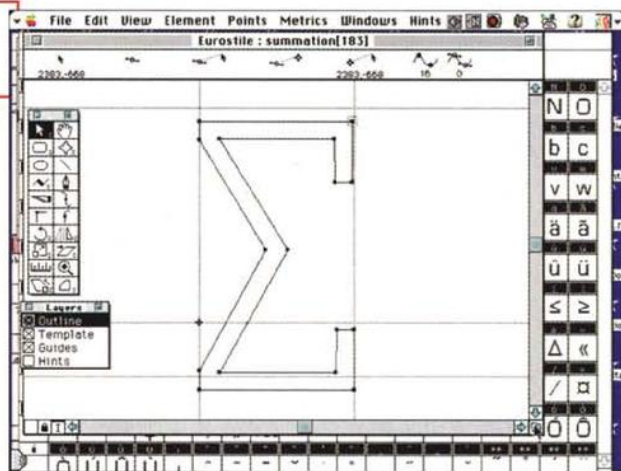 File Edit View Element Points Metrics Windows Hints
Eurostile : summation[183]
2383,-668 2383,-668 16 0
N O
b c
v w
ä ã
û ü
≤ ≥
Δ «
/ ¤
Ó Ô
Layers
Outline
Template
Guides
Hints